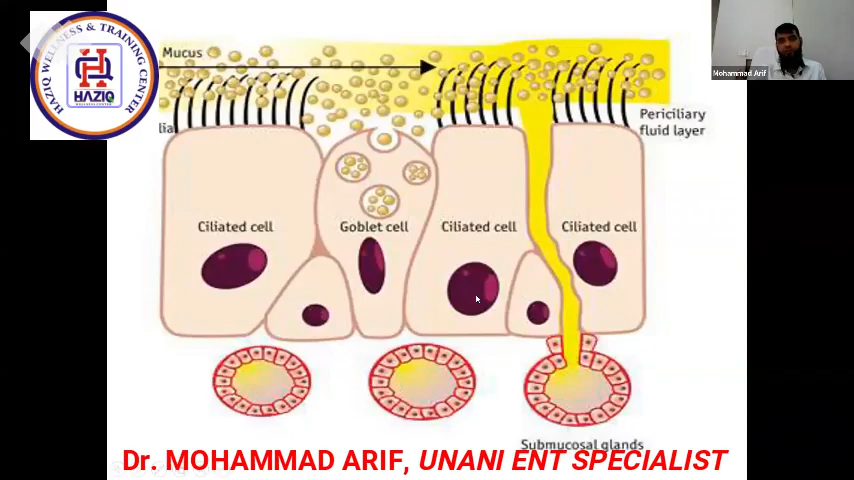 HAZIQ WELLNESS & TRAINING CENTER
HAZIQ
Mucus
Mohammad Arif
Periciliary
fluid layer
Ciliated cell
Goblet cell
Ciliated cell
Ciliated cell
Submucosal glands
Dr. MOHAMMAD ARIF, UNANI ENT SPECIALIST